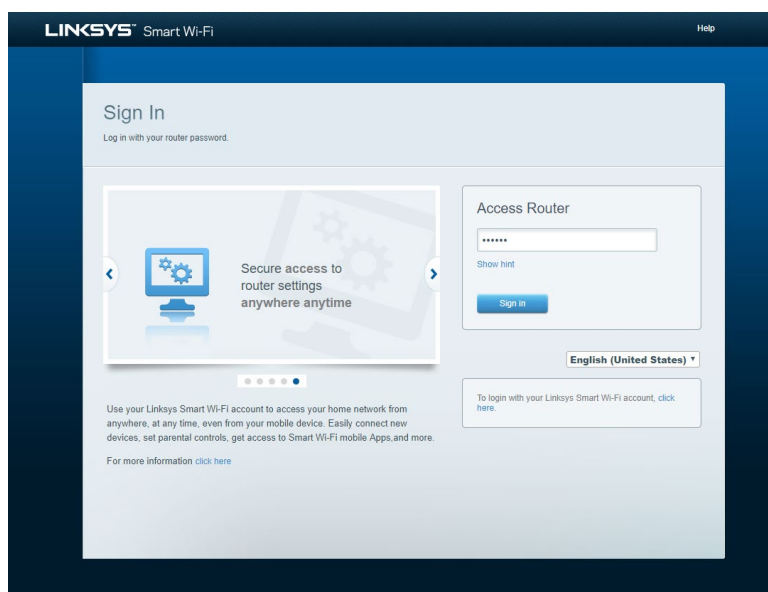 LINKSYS™ Smart Wi-Fi
Help
Sign In
Log in with your router password.
Secure access to
router settings
anywhere anytime
Use your Linksys Smart Wi-Fi account to access your home network from
anywhere, at any time, even from your mobile device. Easily connect new
devices, set parental controls, get access to Smart Wi-Fi mobile Apps,and more.
For more information click here
Access Router
••••••
Show hint
Sign in
English (United States)
To login with your Linksys Smart Wi-Fi account, click
here.